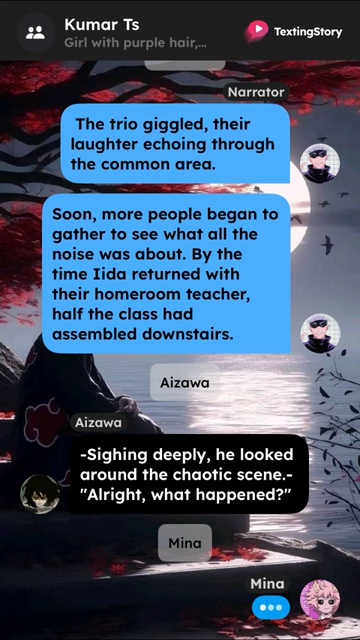 Kumar Ts
Girl with purple hair,...
TextingStory
Narrator
The trio giggled, their
laughter echoing through
the common area.
Soon, more people began to
gather to see what all the
noise was about. By the
time Iida returned with
their homeroom teacher,
half the class had
assembled downstairs.
Aizawa
Aizawa
-Sighing deeply, he looked
around the chaotic scene.-
"Alright, what happened?"
Mina
Mina